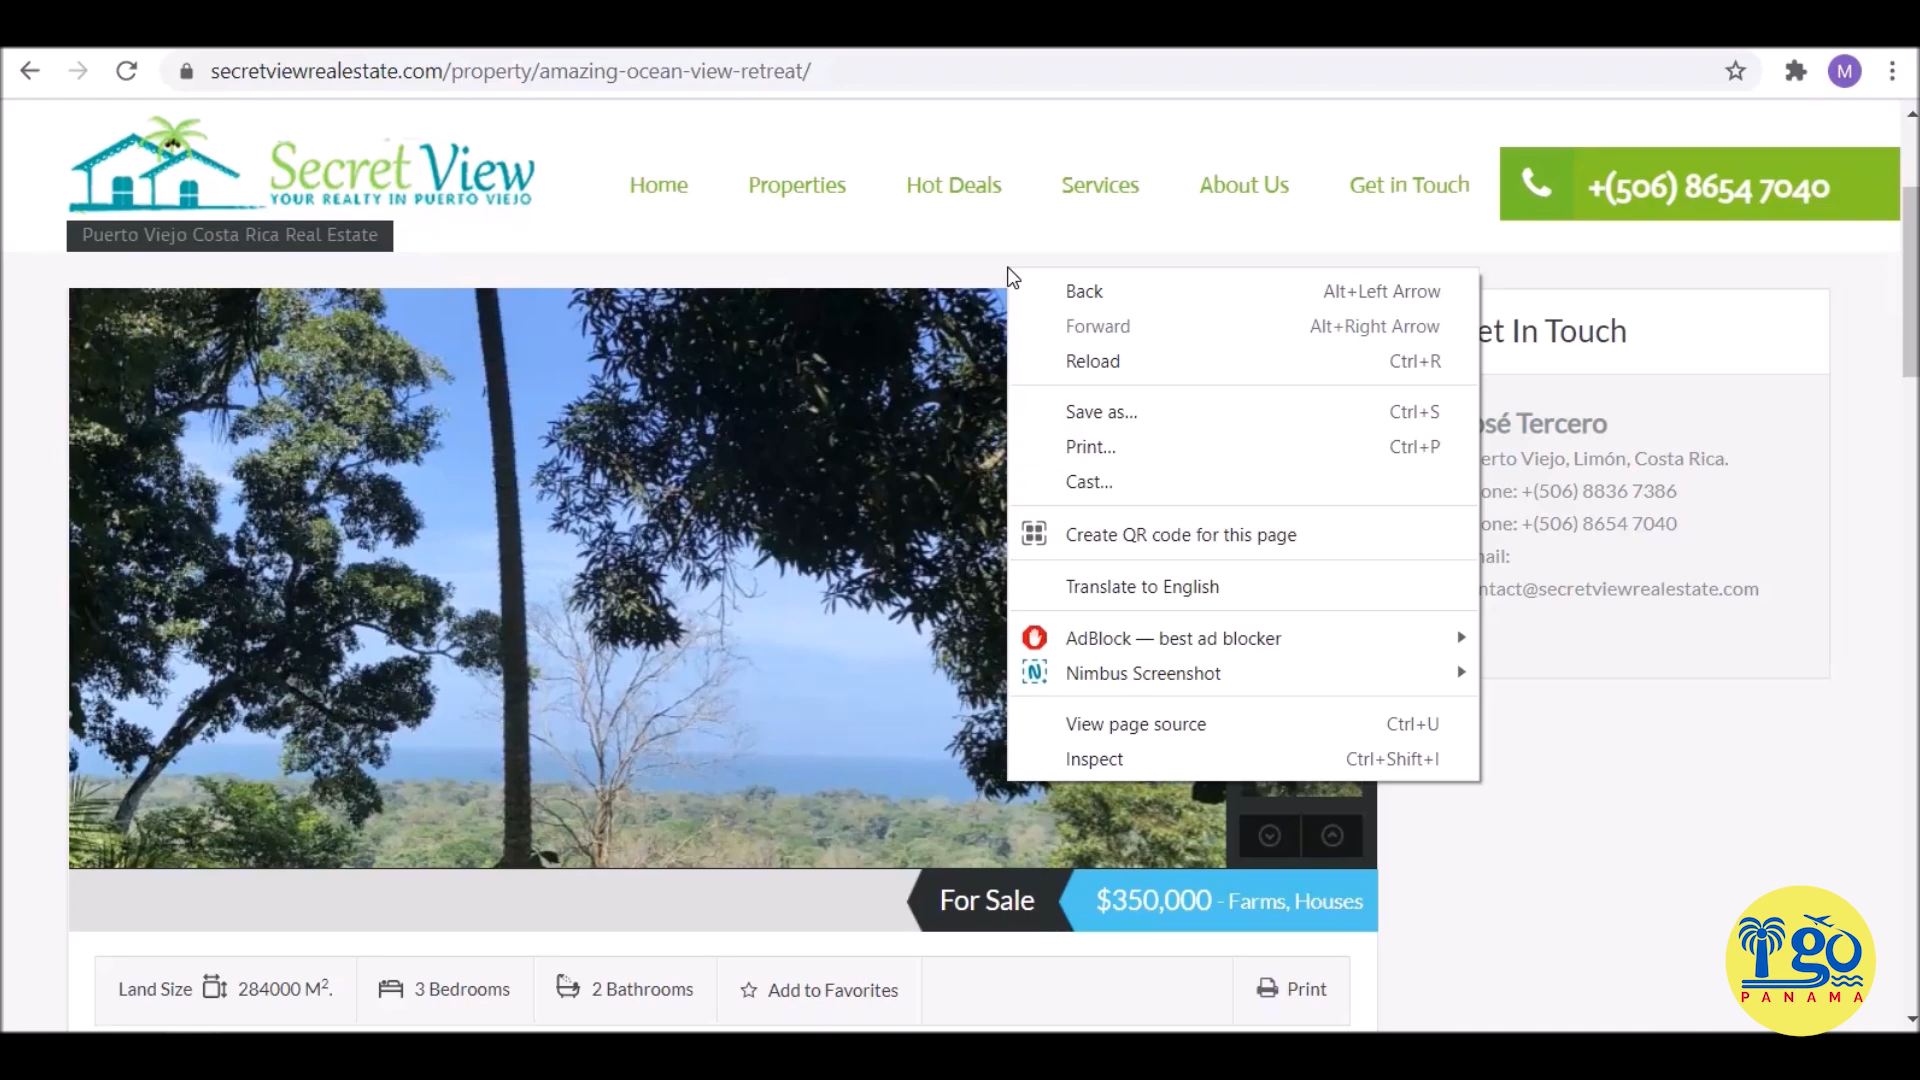 secretviewrealestate.com/property/amazing-ocean-view-retreat/
M
Secret View
YOUR REALTY IN PUERTO VIEJO
Puerto Viejo Costa Rica Real Estate
Home
Properties
Hot Deals
Services
About Us
Get in Touch
+(506) 8654 7040
Back Alt+Left Arrow
Forward Alt+Right Arrow
Reload Ctrl+R
Save as... Ctrl+S
Print... Ctrl+P
Cast...
Create QR code for this page
Translate to English
AdBlock — best ad blocker
N Nimbus Screenshot
View page source Ctrl+U
Inspect Ctrl+Shift+I
et In Touch
sé Tercero
erto Viejo, Limón, Costa Rica.
one: +(506) 8836 7386
one: +(506) 8654 7040
ail:
ntact@secretviewrealestate.com
For Sale
$350,000 - Farms, Houses
Land Size 284000 M².
3 Bedrooms
2 Bathrooms
Add to Favorites
Print
go
PANAMA